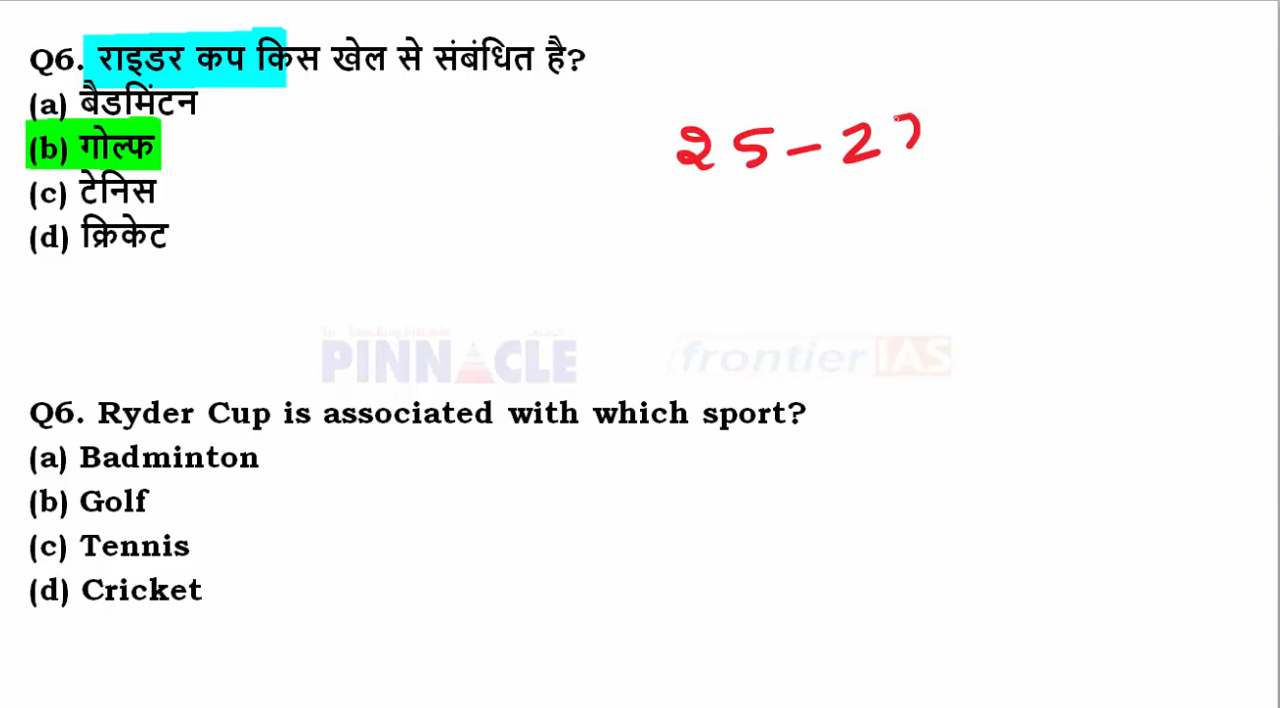 Q6. राइडर कप किस खेल से संबंधित है?
(a) बैडमिंटन
(b) गोल्फ
(c) टेनिस
(d) क्रिकेट
25-27
PINNACLE
frontier IAS
Q6. Ryder Cup is associated with which sport?
(a) Badminton
(b) Golf
(c) Tennis
(d) Cricket